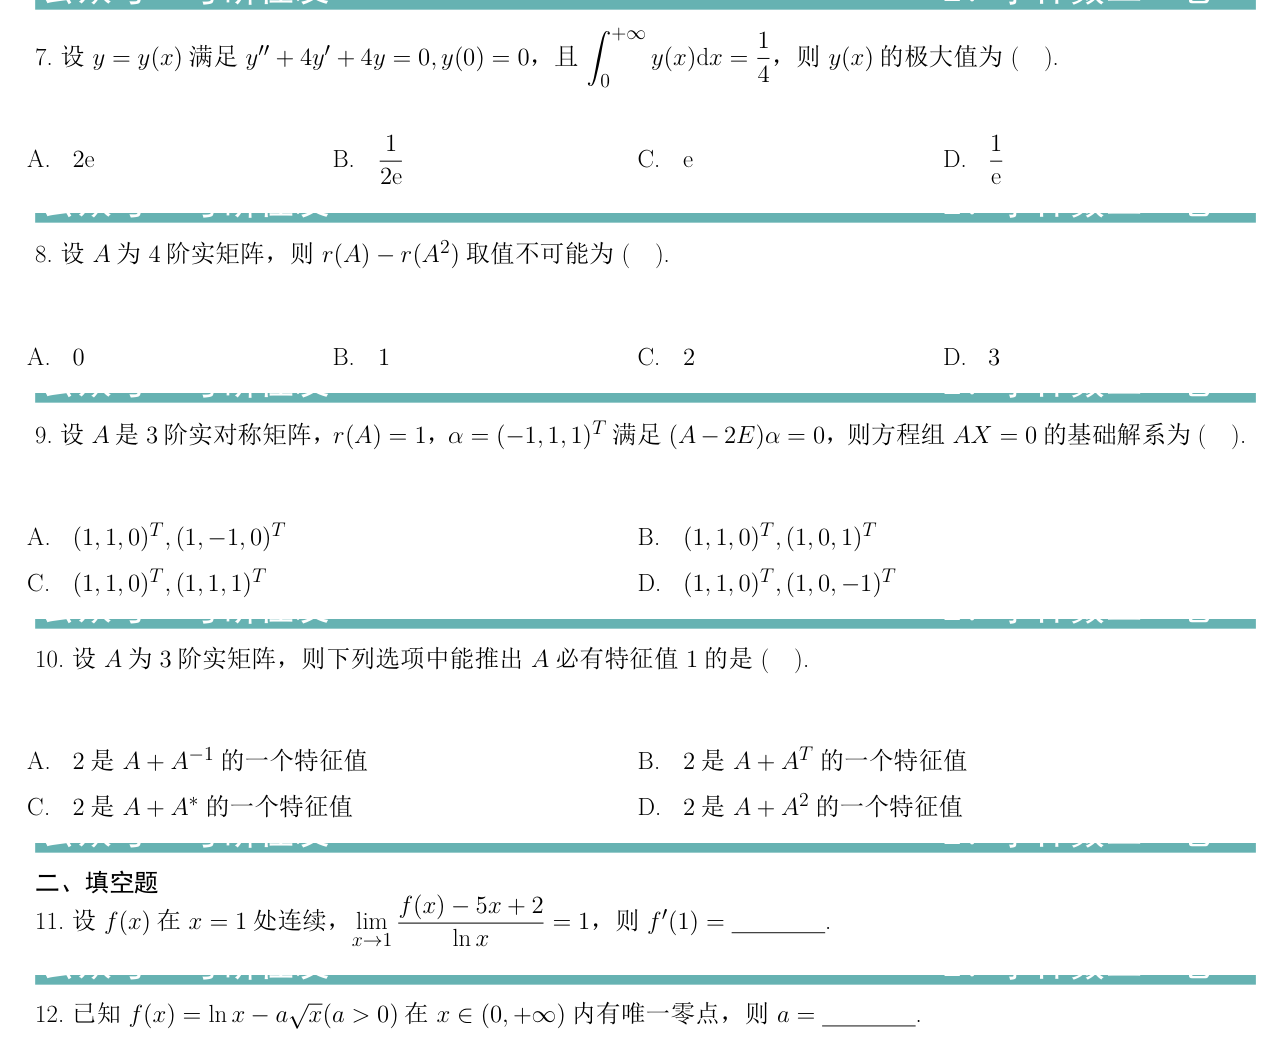 7. 设 y = y(x) 满足 y″ + 4y′ + 4y = 0, y(0) = 0，且 ∫₀^{+∞} y(x)dx = 1/4，则 y(x) 的极大值为 (   ).
A. 2e B. 1/(2e) C. e D. 1/e
8. 设 A 为 4 阶实矩阵，则 r(A) − r(A²) 取值不可能为 (   ).
A. 0 B. 1 C. 2 D. 3
9. 设 A 是 3 阶实对称矩阵，r(A) = 1，α = (−1, 1, 1)^T 满足 (A − 2E)α = 0，则方程组 AX = 0 的基础解系为 (   ).
A. (1, 1, 0)^T, (1, −1, 0)^T B. (1, 1, 0)^T, (1, 0, 1)^T
C. (1, 1, 0)^T, (1, 1, 1)^T D. (1, 1, 0)^T, (1, 0, −1)^T
10. 设 A 为 3 阶实矩阵，则下列选项中能推出 A 必有特征值 1 的是 (   ).
A. 2 是 A + A⁻¹ 的一个特征值 B. 2 是 A + A^T 的一个特征值
C. 2 是 A + A* 的一个特征值 D. 2 是 A + A² 的一个特征值
二、填空题
11. 设 f(x) 在 x = 1 处连续，lim_{x→1} (f(x) − 5x + 2)/(ln x) = 1，则 f′(1) = ________.
12. 已知 f(x) = ln x − a√x(a > 0) 在 x ∈ (0, +∞) 内有唯一零点，则 a = ________.